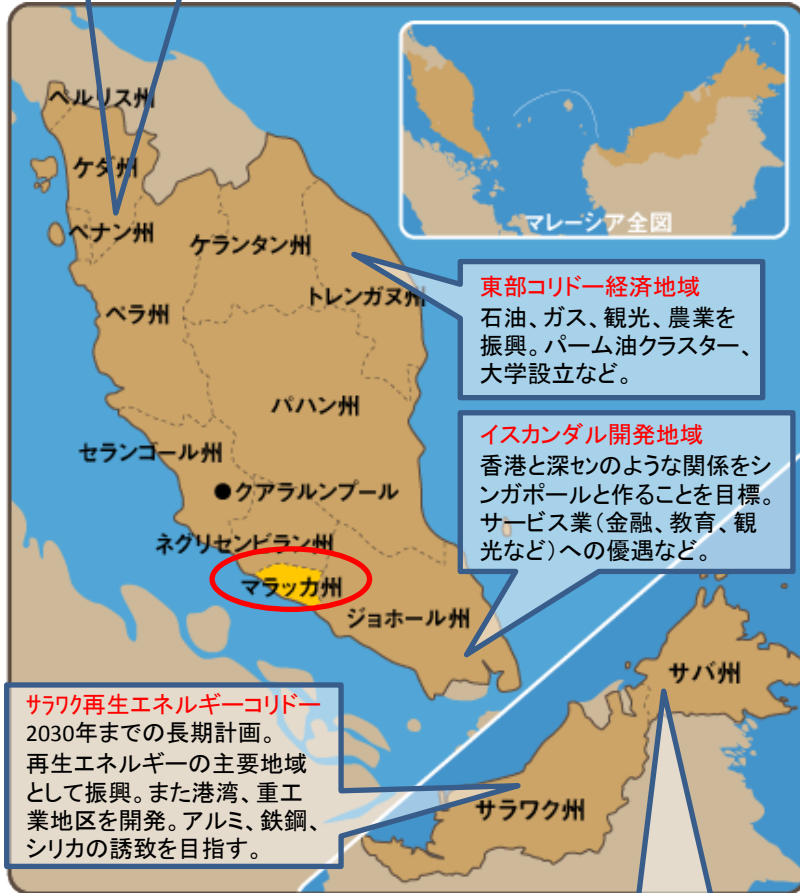 ペルリス州
ケダ州
ペナン州
ケランタン州
トレンガヌ州
ペラ州
パハン州
セランゴール州
●クアラルンプール
ネグリセンビラン州
マラッカ州
ジョホール州
マレーシア全図
東部コリドー経済地域
石油、ガス、観光、農業を
振興。パーム油クラスター、
大学設立など。
イスカンダル開発地域
香港と深センのような関係をシ
ンガポールと作ることを目標。
サービス業(金融、教育、観
光など)への優遇など。
サラワク再生エネルギーコリドー
2030年までの長期計画。
再生エネルギーの主要地域
として振興。また港湾、重工
業地区を開発。アルミ、鉄鋼、
シリカの誘致を目指す。
サバ州
サラワク州